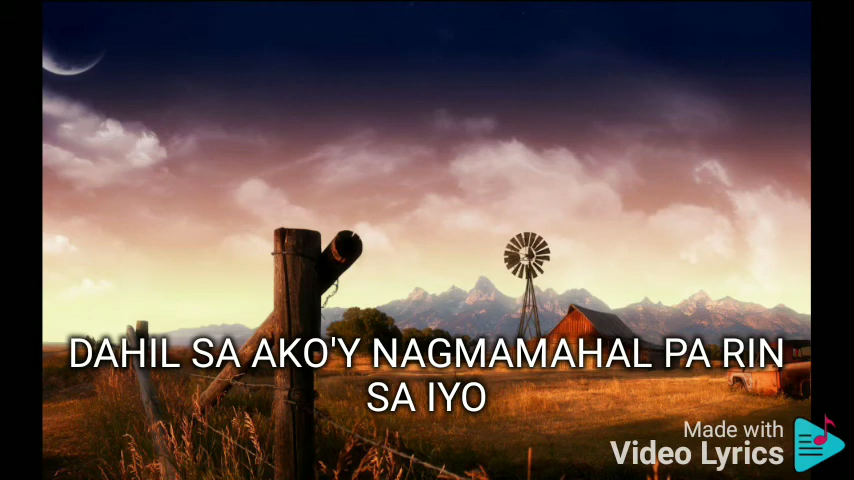 DAHIL SA AKO'Y NAGMAMAHAL PA RIN
SA IYO
Made with
Video Lyrics